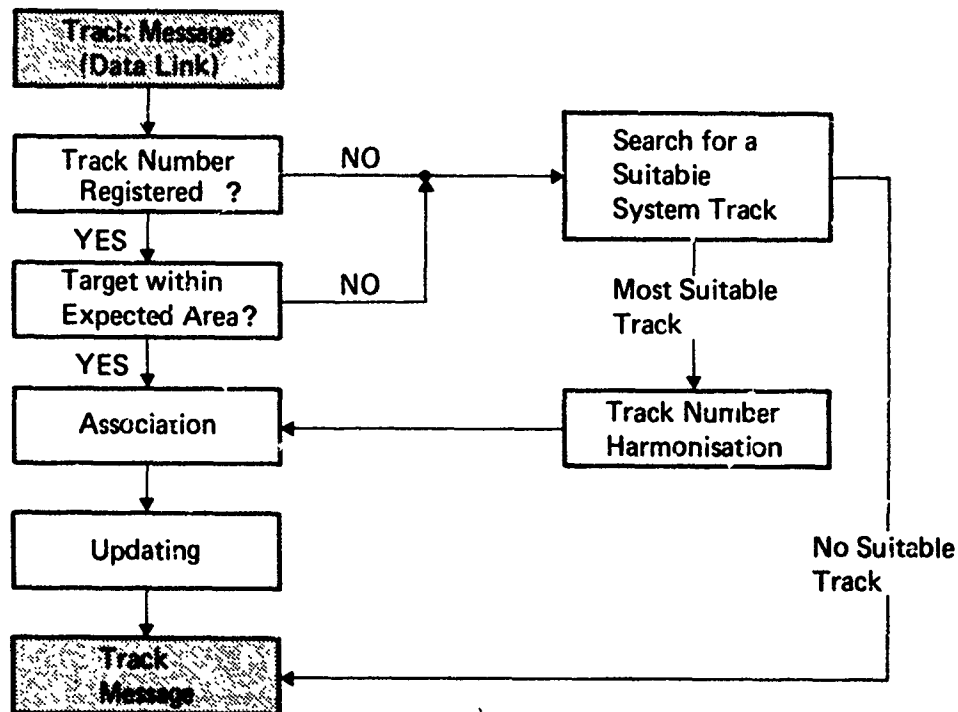 Track Message
(Data Link)
Track Number
Registered ?
NO
YES
Target within
Expected Area?
NO
YES
Association
Updating
Track
Message
Search for a
Suitable
System Track
Most Suitable
Track
Track Number
Harmonisation
No Suitable
Track